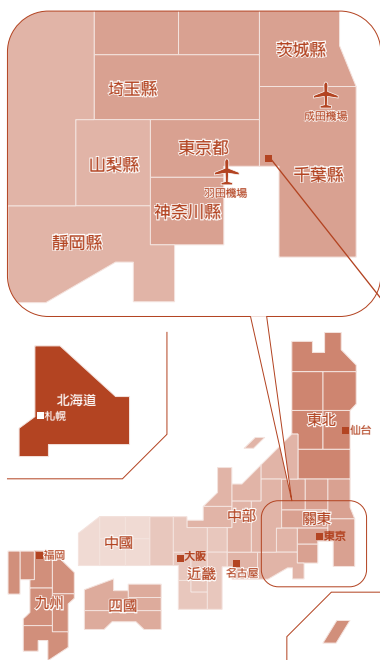 茨城縣
埼玉縣
成田機場
東京都
山梨縣
千葉縣
羽田機場
神奈川縣
靜岡縣
北海道
札幌
東北
仙台
中部
關東
東京
中國
大阪
福岡
近畿
名古屋
九州
四國